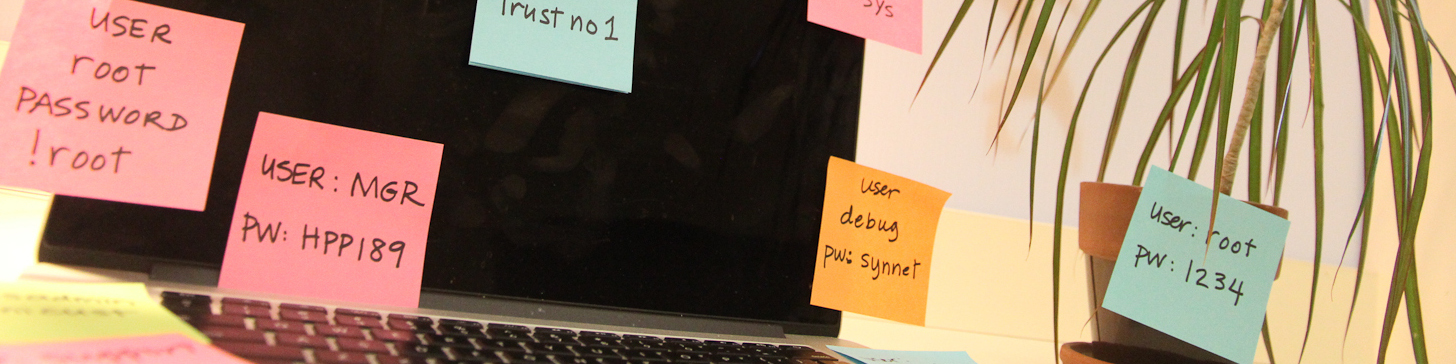 USER
root
PASSWORD
!root
USER: MGR
PW: HPP189
Trust no 1
sys
user
debug
pw: synnet
user: root
PW: 1234